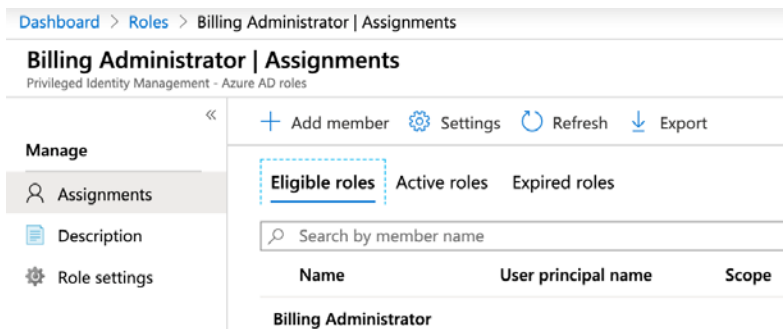 Dashboard > Roles > Billing Administrator | Assignments
Billing Administrator | Assignments
Privileged Identity Management - Azure AD roles
«
Manage
Assignments
Description
Role settings
+ Add member Settings Refresh Export
Eligible roles Active roles Expired roles
Search by member name
Name User principal name Scope
Billing Administrator